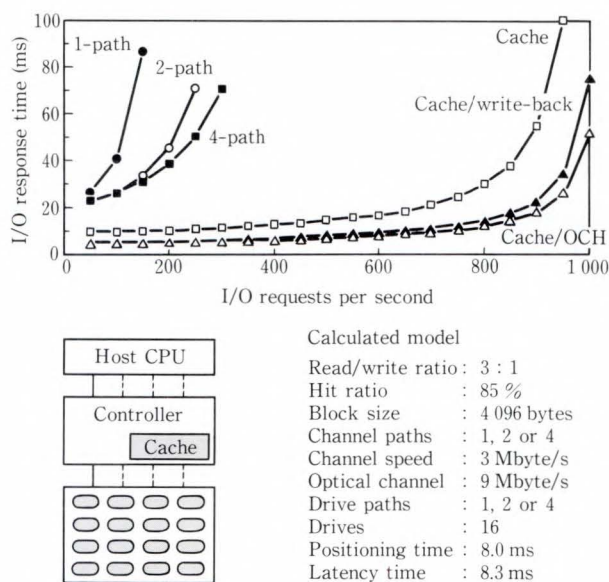 100
80
60
40
20
0
I/O response time (ms)
1-path
2-path
4-path
Cache
Cache/write-back
Cache/OCH
0
200
400
600
800
1 000
I/O requests per second
Host CPU
Controller
Cache
Calculated model
Read/write ratio : 3 : 1
Hit ratio : 85 %
Block size : 4 096 bytes
Channel paths : 1, 2 or 4
Channel speed : 3 Mbyte/s
Optical channel : 9 Mbyte/s
Drive paths : 1, 2 or 4
Drives : 16
Positioning time : 8.0 ms
Latency time : 8.3 ms